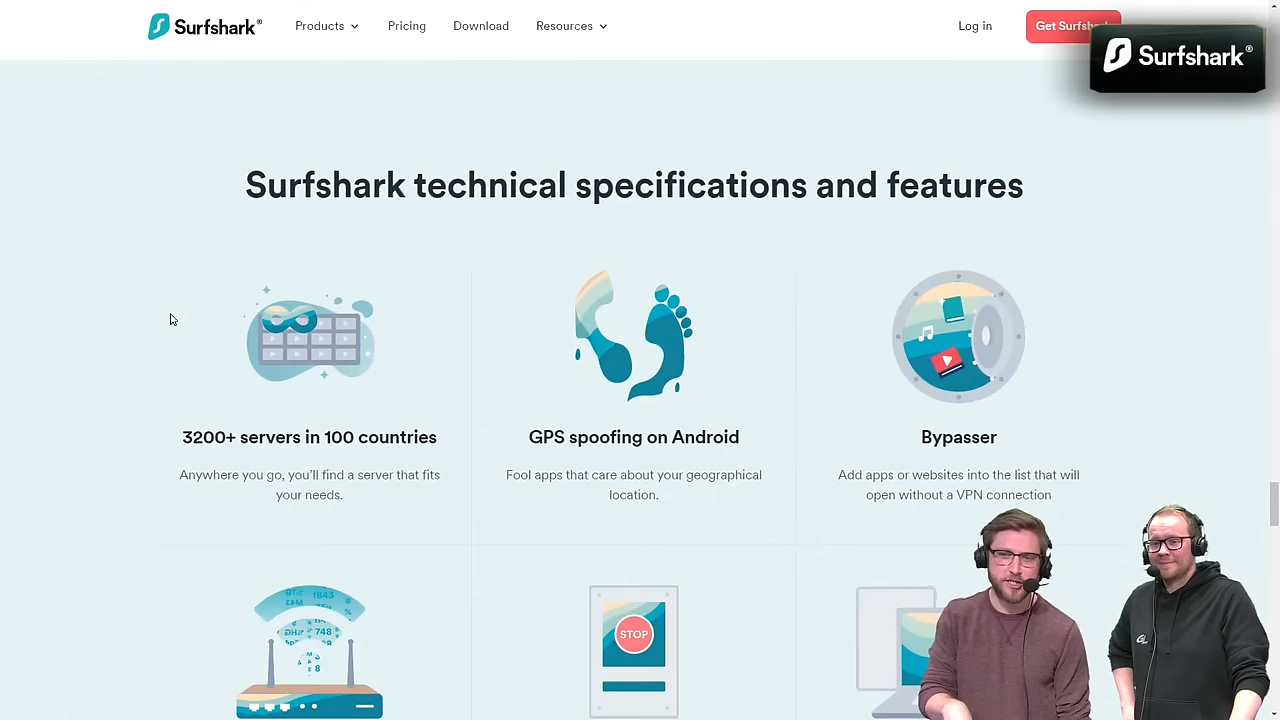 Surfshark®
Products
Pricing
Download
Resources
Log in
Get Surfshark
Surfshark®
Surfshark technical specifications and features
3200+ servers in 100 countries
Anywhere you go, you’ll find a server that fits
your needs.
GPS spoofing on Android
Fool apps that care about your geographical
location.
Bypasser
Add apps or websites into the list that will
open without a VPN connection
STOP